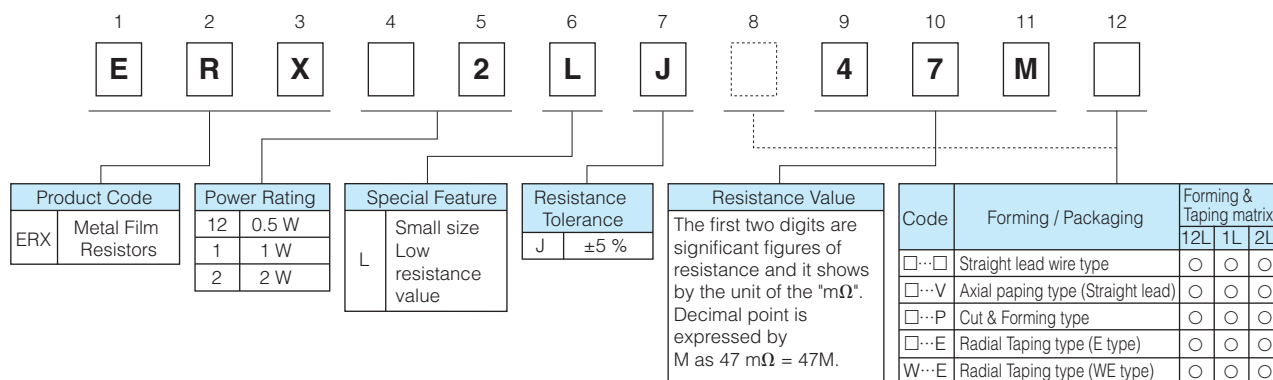 1 2 3 4 5 6 7 8 9 10 11 12
E R X 2 L J 4 7 M
Product Code
ERX
Metal Film
Resistors
Power Rating
12 0.5 W
1 1 W
2 2 W
Special Feature
L
Small size
Low
resistance
value
Resistance
Tolerance
J ±5 %
Resistance Value
The first two digits are
significant figures of
resistance and it shows
by the unit of the "mΩ".
Decimal point is
expressed by
M as 47 mΩ = 47M.
Code
Forming / Packaging
Forming &
Taping matrix
12L 1L 2L
□···□ Straight lead wire type ○ ○ ○
□···V Axial paping type (Straight lead) ○ ○ ○
□···P Cut & Forming type ○ ○ ○
□···E Radial Taping type (E type) ○ ○ ○
W···E Radial Taping type (WE type) ○ ○ ○